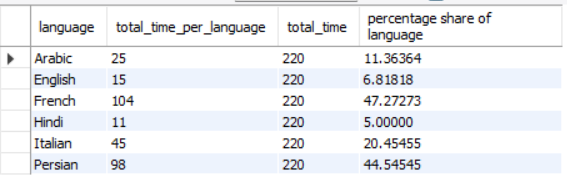 language total_time_per_language total_time percentage share of language
Arabic 25 220 11.36364
English 15 220 6.81818
French 104 220 47.27273
Hindi 11 220 5.00000
Italian 45 220 20.45455
Persian 98 220 44.54545